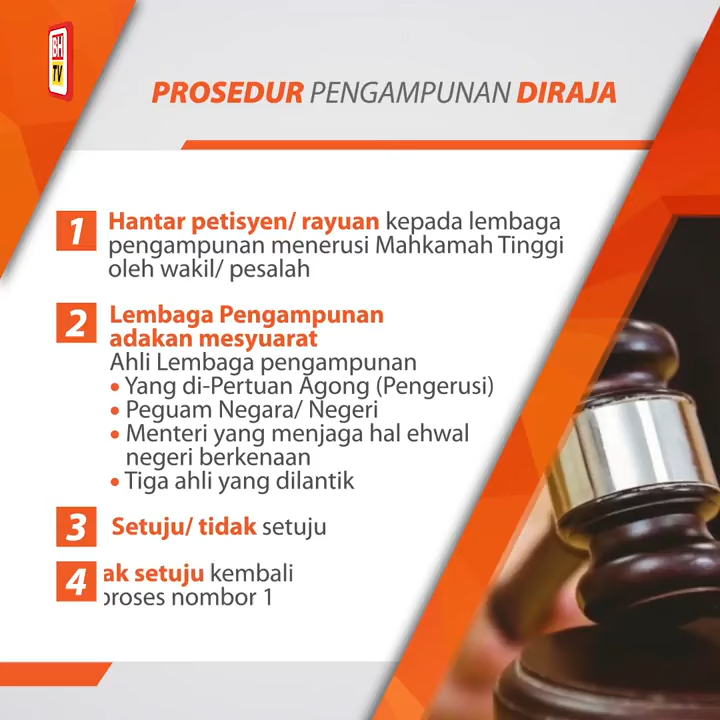 BH
TV
PROSEDUR PENGAMPUNAN DIRAJA
1 Hantar petisyen/ rayuan kepada lembaga
pengampunan menerusi Mahkamah Tinggi
oleh wakil/ pesalah
2 Lembaga Pengampunan
adakan mesyuarat
Ahli Lembaga pengampunan
• Yang di-Pertuan Agong (Pengerusi)
• Peguam Negara/ Negeri
• Menteri yang menjaga hal ehwal
negeri berkenaan
• Tiga ahli yang dilantik
3 Setuju/ tidak setuju
4 ak setuju kembali
proses nombor 1